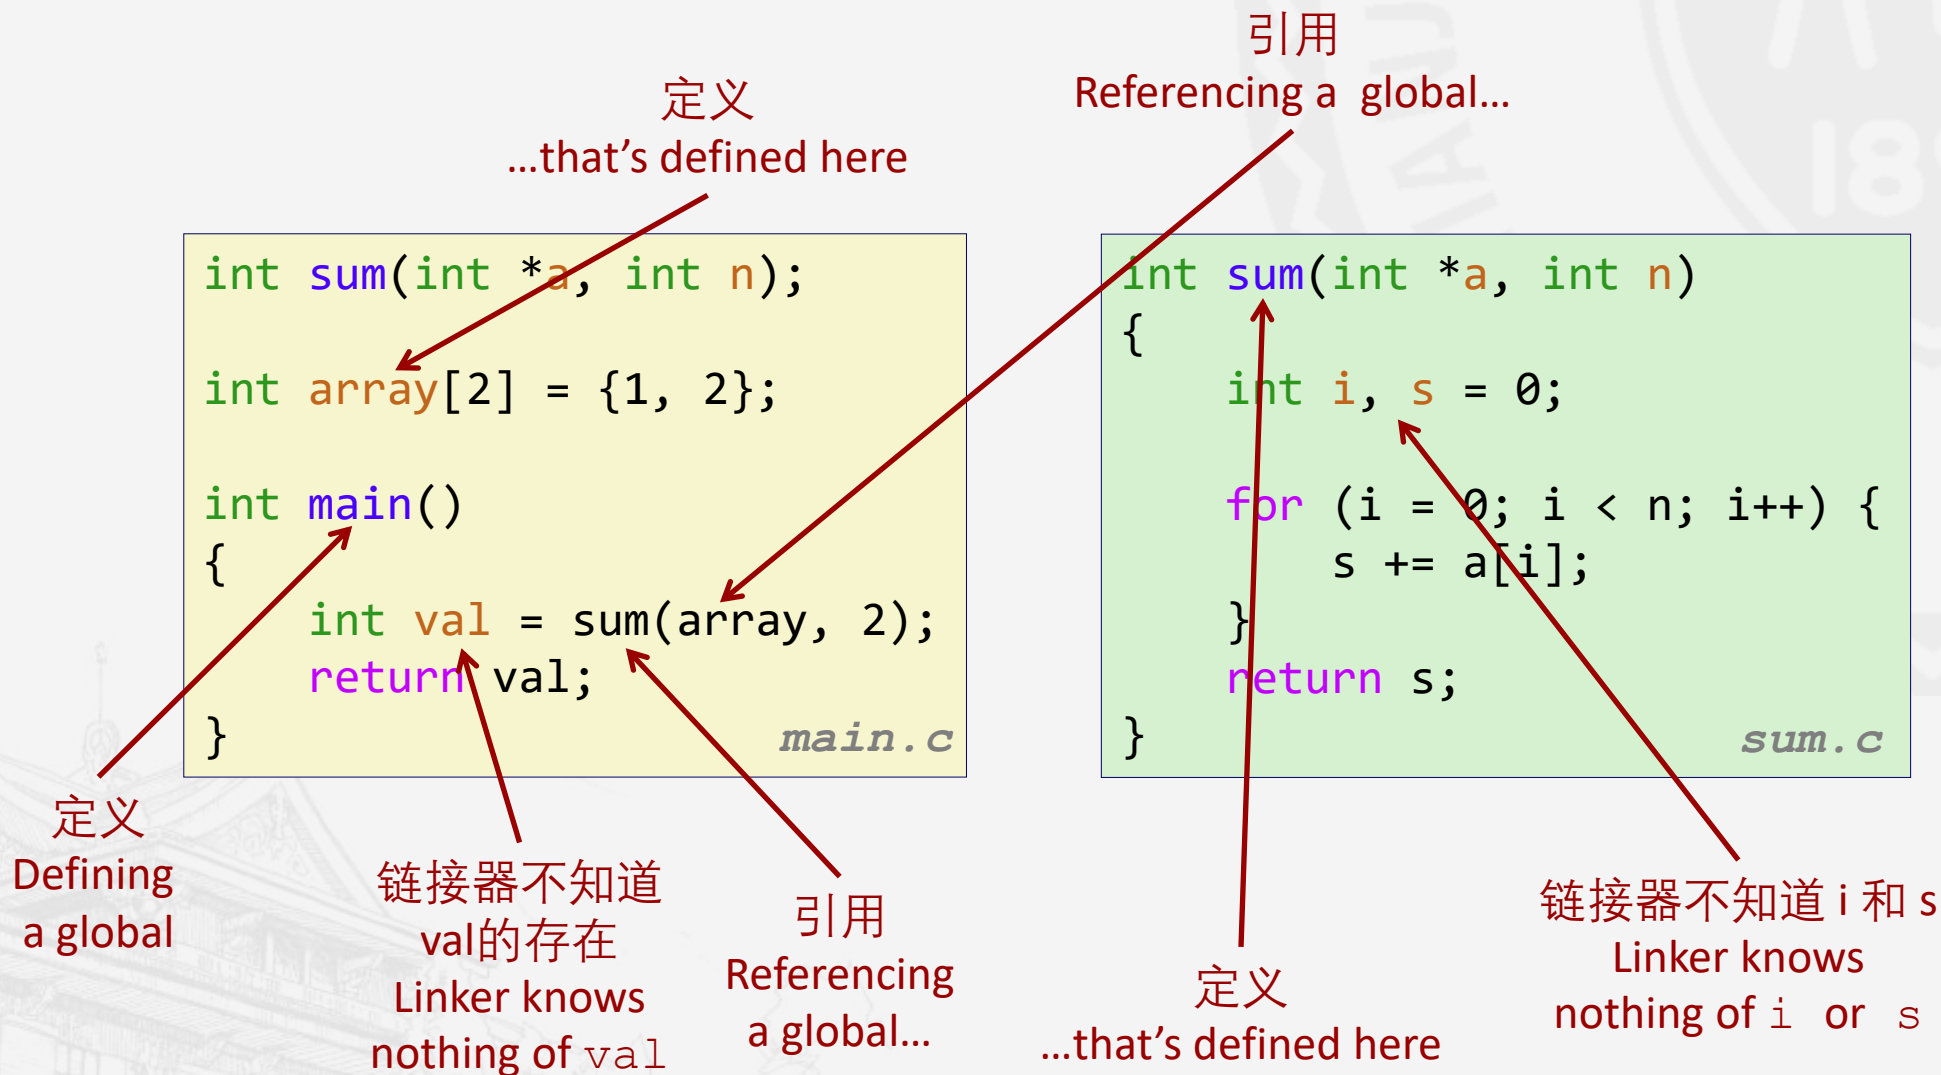 引用
Referencing a global…
定义
…that’s defined here
int sum(int *a, int n);
int array[2] = {1, 2};
int main()
{
int val = sum(array, 2);
return val;
}
main.c
int sum(int *a, int n)
{
int i, s = 0;
for (i = 0; i < n; i++) {
s += a[i];
}
return s;
}
sum.c
定义
Defining
a global
链接器不知道
val的存在
Linker knows
nothing of val
引用
Referencing
a global…
定义
…that’s defined here
链接器不知道 i 和 s
Linker knows
nothing of i or s